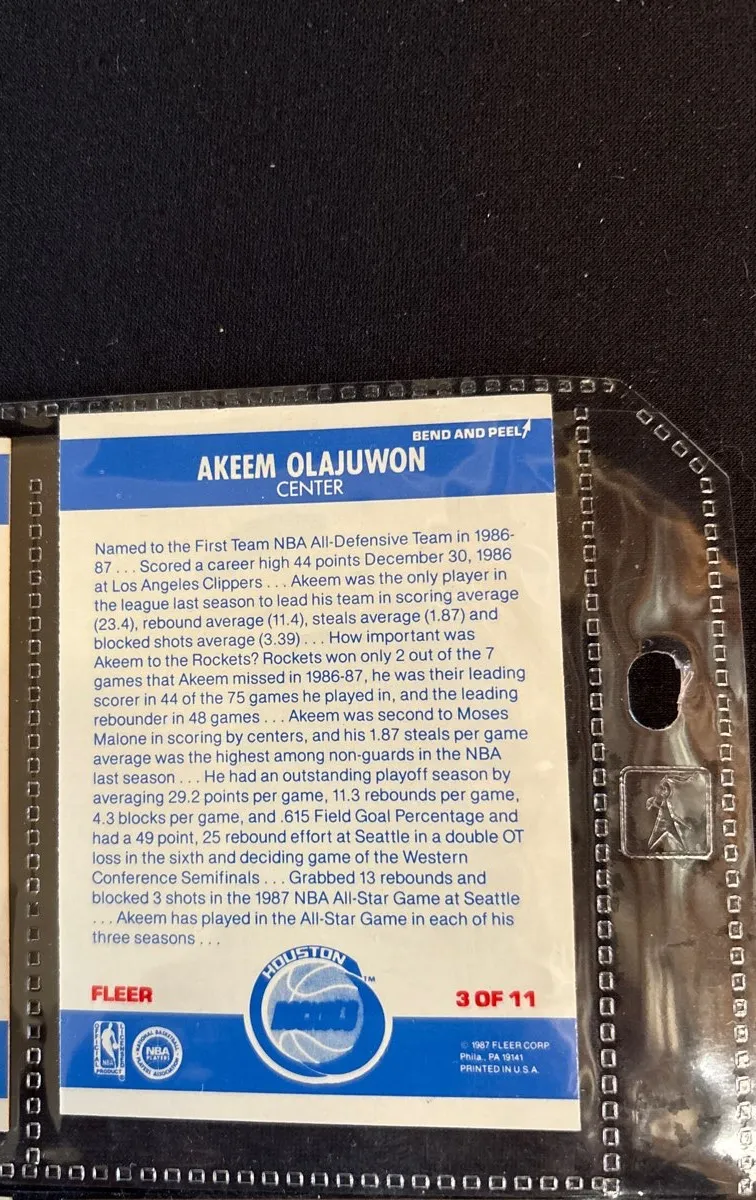 BEND AND PEEL
AKEEM OLAJUWON
CENTER
Named to the First Team NBA All-Defensive Team in 1986-
87 . . . Scored a career high 44 points December 30, 1986
at Los Angeles Clippers . . . Akeem was the only player in
the league last season to lead his team in scoring average
(23.4), rebound average (11.4), steals average (1.87) and
blocked shots average (3.39) . . . How important was
Akeem to the Rockets? Rockets won only 2 out of the 7
games that Akeem missed in 1986-87, he was their leading
scorer in 44 of the 75 games he played in, and the leading
rebounder in 48 games . . . Akeem was second to Moses
Malone in scoring by centers, and his 1.87 steals per game
average was the highest among non-guards in the NBA
last season . . . He had an outstanding playoff season by
averaging 29.2 points per game, 11.3 rebounds per game,
4.3 blocks per game, and .615 Field Goal Percentage and
had a 49 point, 25 rebound effort at Seattle in a double OT
loss in the sixth and deciding game of the Western
Conference Semifinals . . . Grabbed 13 rebounds and
blocked 3 shots in the 1987 NBA All-Star Game at Seattle
. . . Akeem has played in the All-Star Game in each of his
three seasons . . .
HOUSTON
TM
FLEER
3 OF 11
NBA
PRODUCT
NATIONAL BASKETBALL
NBA
PLAYERS
PLAYERS ASSOCIATION
© 1987 FLEER CORP.
Phila., PA 19141
PRINTED IN U.S.A.